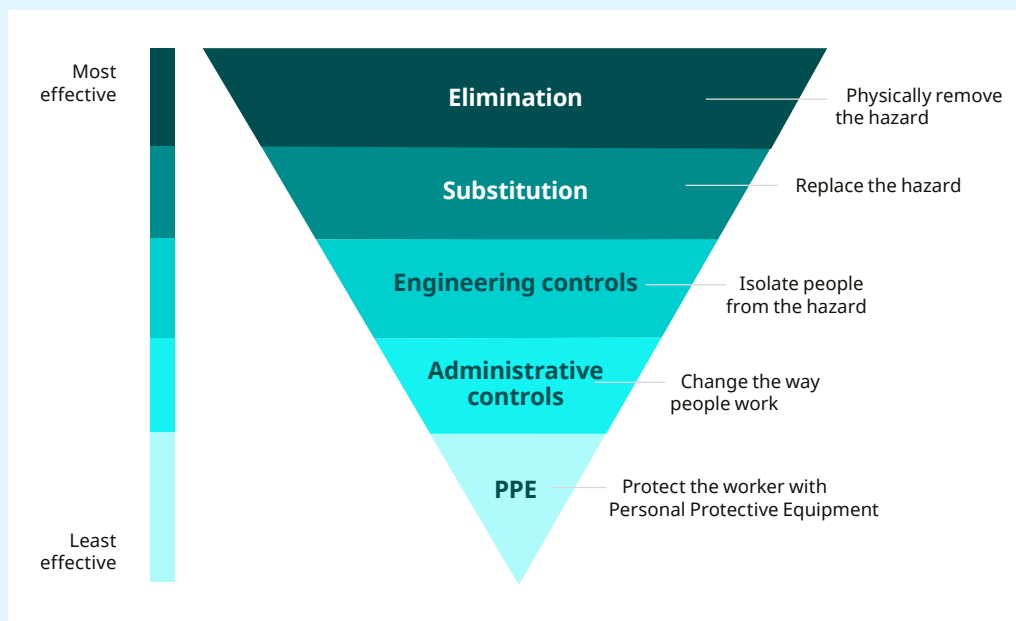 Most
effective
Elimination
Physically remove
the hazard
Substitution
Replace the hazard
Engineering controls
Isolate people
from the hazard
Administrative
controls
Change the way
people work
PPE
Protect the worker with
Personal Protective Equipment
Least
effective